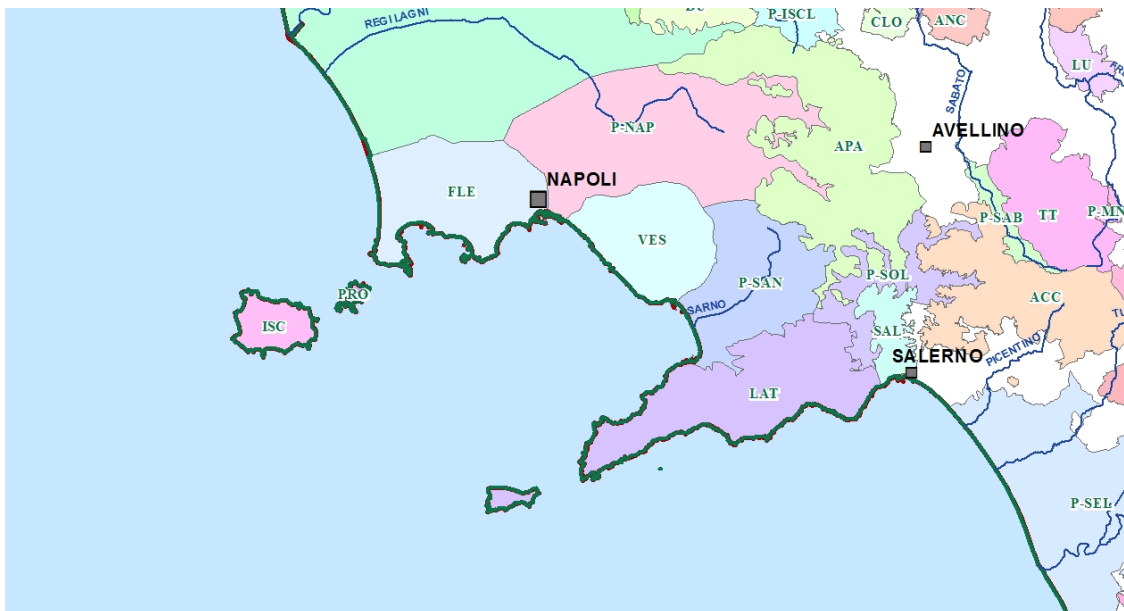 P-ISCL
CLO
ANC
REGI LAGNI
LU
SABATO
P-NAP
AVELLINO
APA
NAPOLI
FLE
P-SAB
TT
P-MN
VES
P-SOL
P-SAN
PRO
ACC
SARNO
ISC
SAL
PICENTINO
SALERNO
LAT
P-SEL